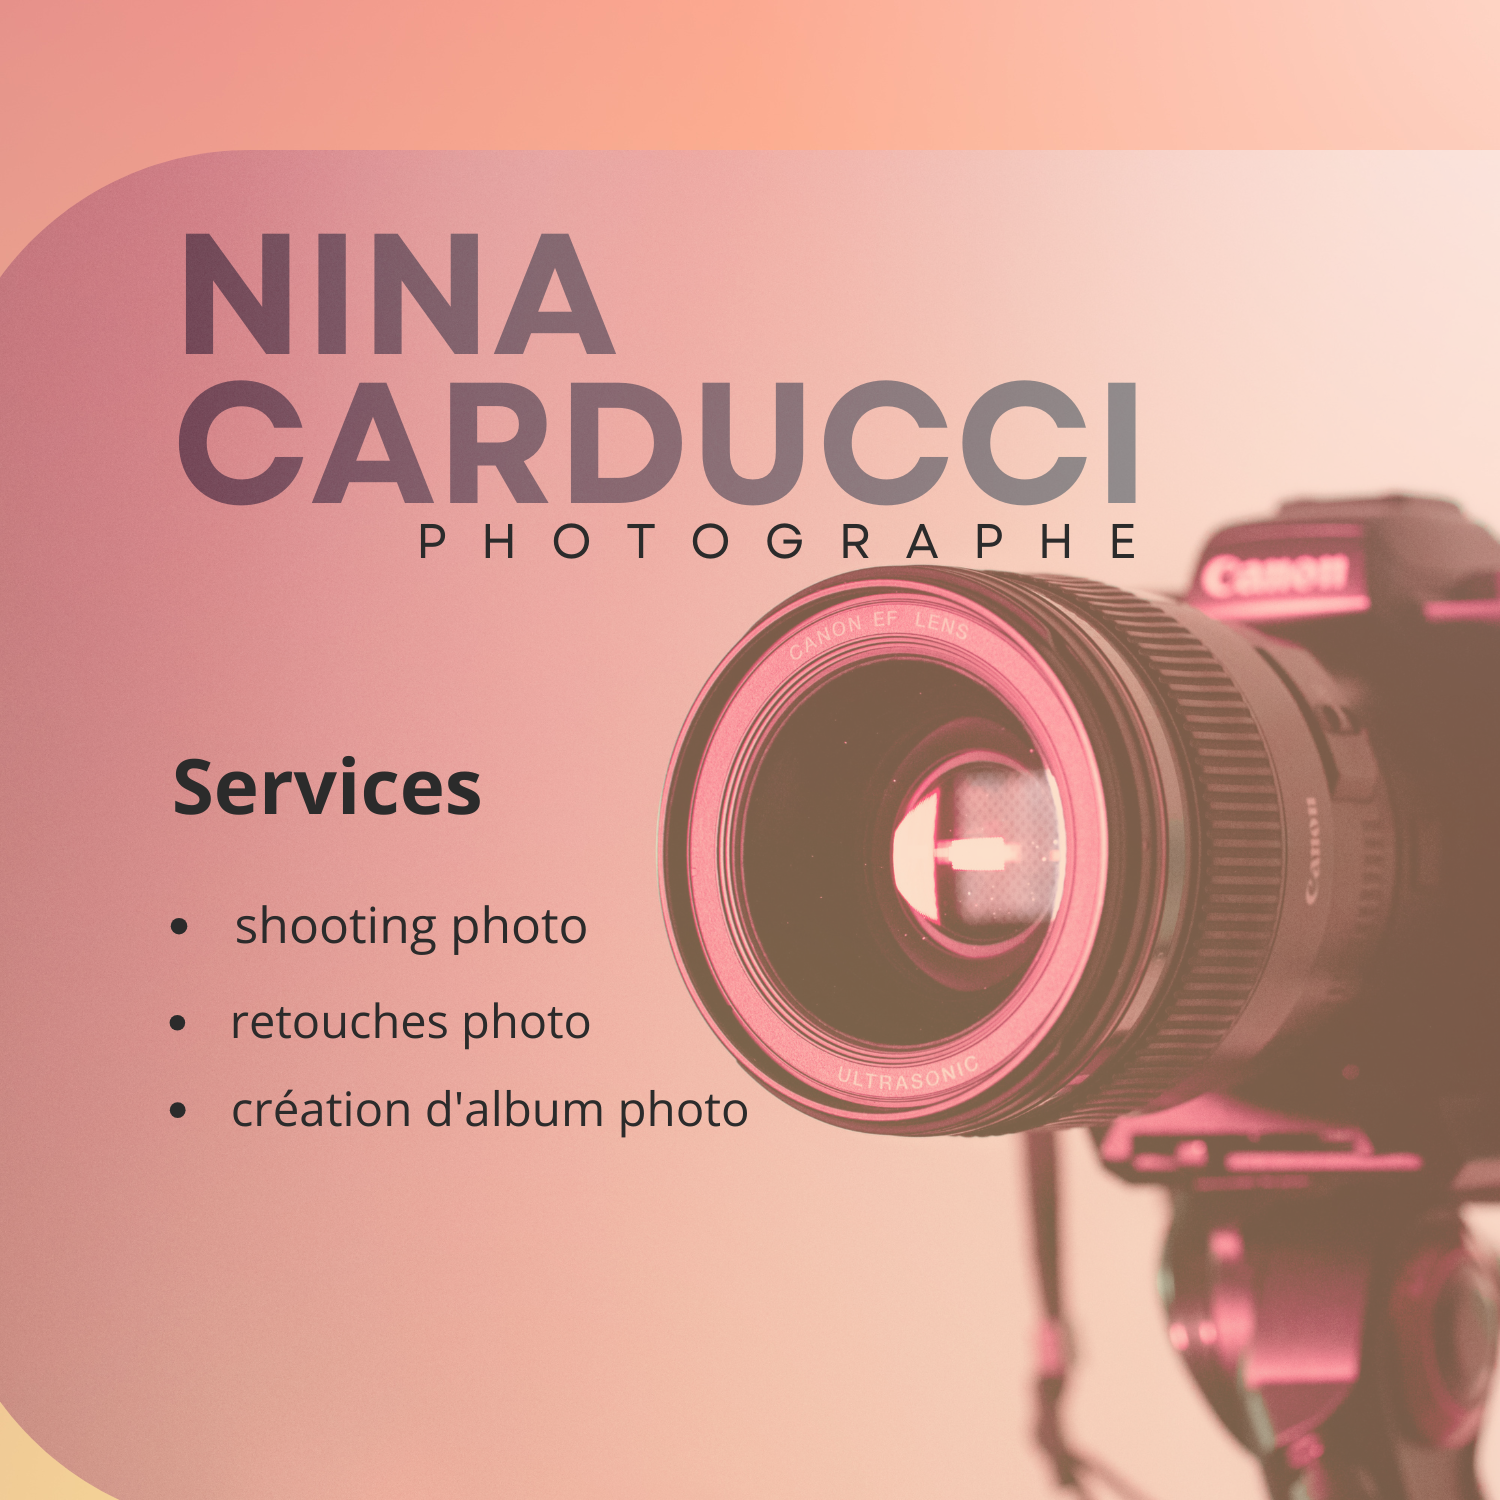 NINA
CARDUCCI
PHOTOGRAPHE
Canon
CANON EF LENS
Services
Canon
• shooting photo
• retouches photo
ULTRASONIC
• création d'album photo